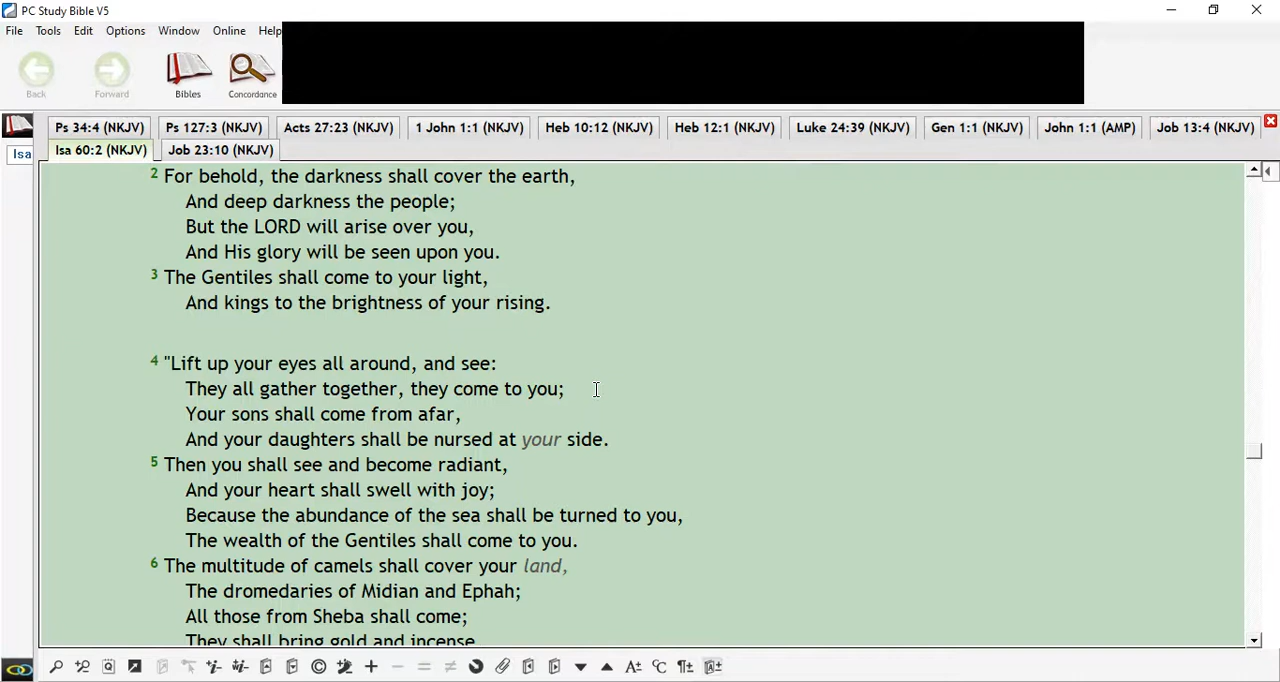 PC Study Bible V5
File Tools Edit Options Window Online Help
Back Forward Bibles Concordance
Ps 34:4 (NKJV) Ps 127:3 (NKJV) Acts 27:23 (NKJV) 1 John 1:1 (NKJV) Heb 10:12 (NKJV) Heb 12:1 (NKJV) Luke 24:39 (NKJV) Gen 1:1 (NKJV) John 1:1 (AMP) Job 13:4 (NKJV)
Isa Isa 60:2 (NKJV) Job 23:10 (NKJV)
2 For behold, the darkness shall cover the earth,
And deep darkness the people;
But the LORD will arise over you,
And His glory will be seen upon you.
3 The Gentiles shall come to your light,
And kings to the brightness of your rising.
4 "Lift up your eyes all around, and see:
They all gather together, they come to you;
Your sons shall come from afar,
And your daughters shall be nursed at your side.
5 Then you shall see and become radiant,
And your heart shall swell with joy;
Because the abundance of the sea shall be turned to you,
The wealth of the Gentiles shall come to you.
6 The multitude of camels shall cover your land,
The dromedaries of Midian and Ephah;
All those from Sheba shall come;
They shall bring gold and incense